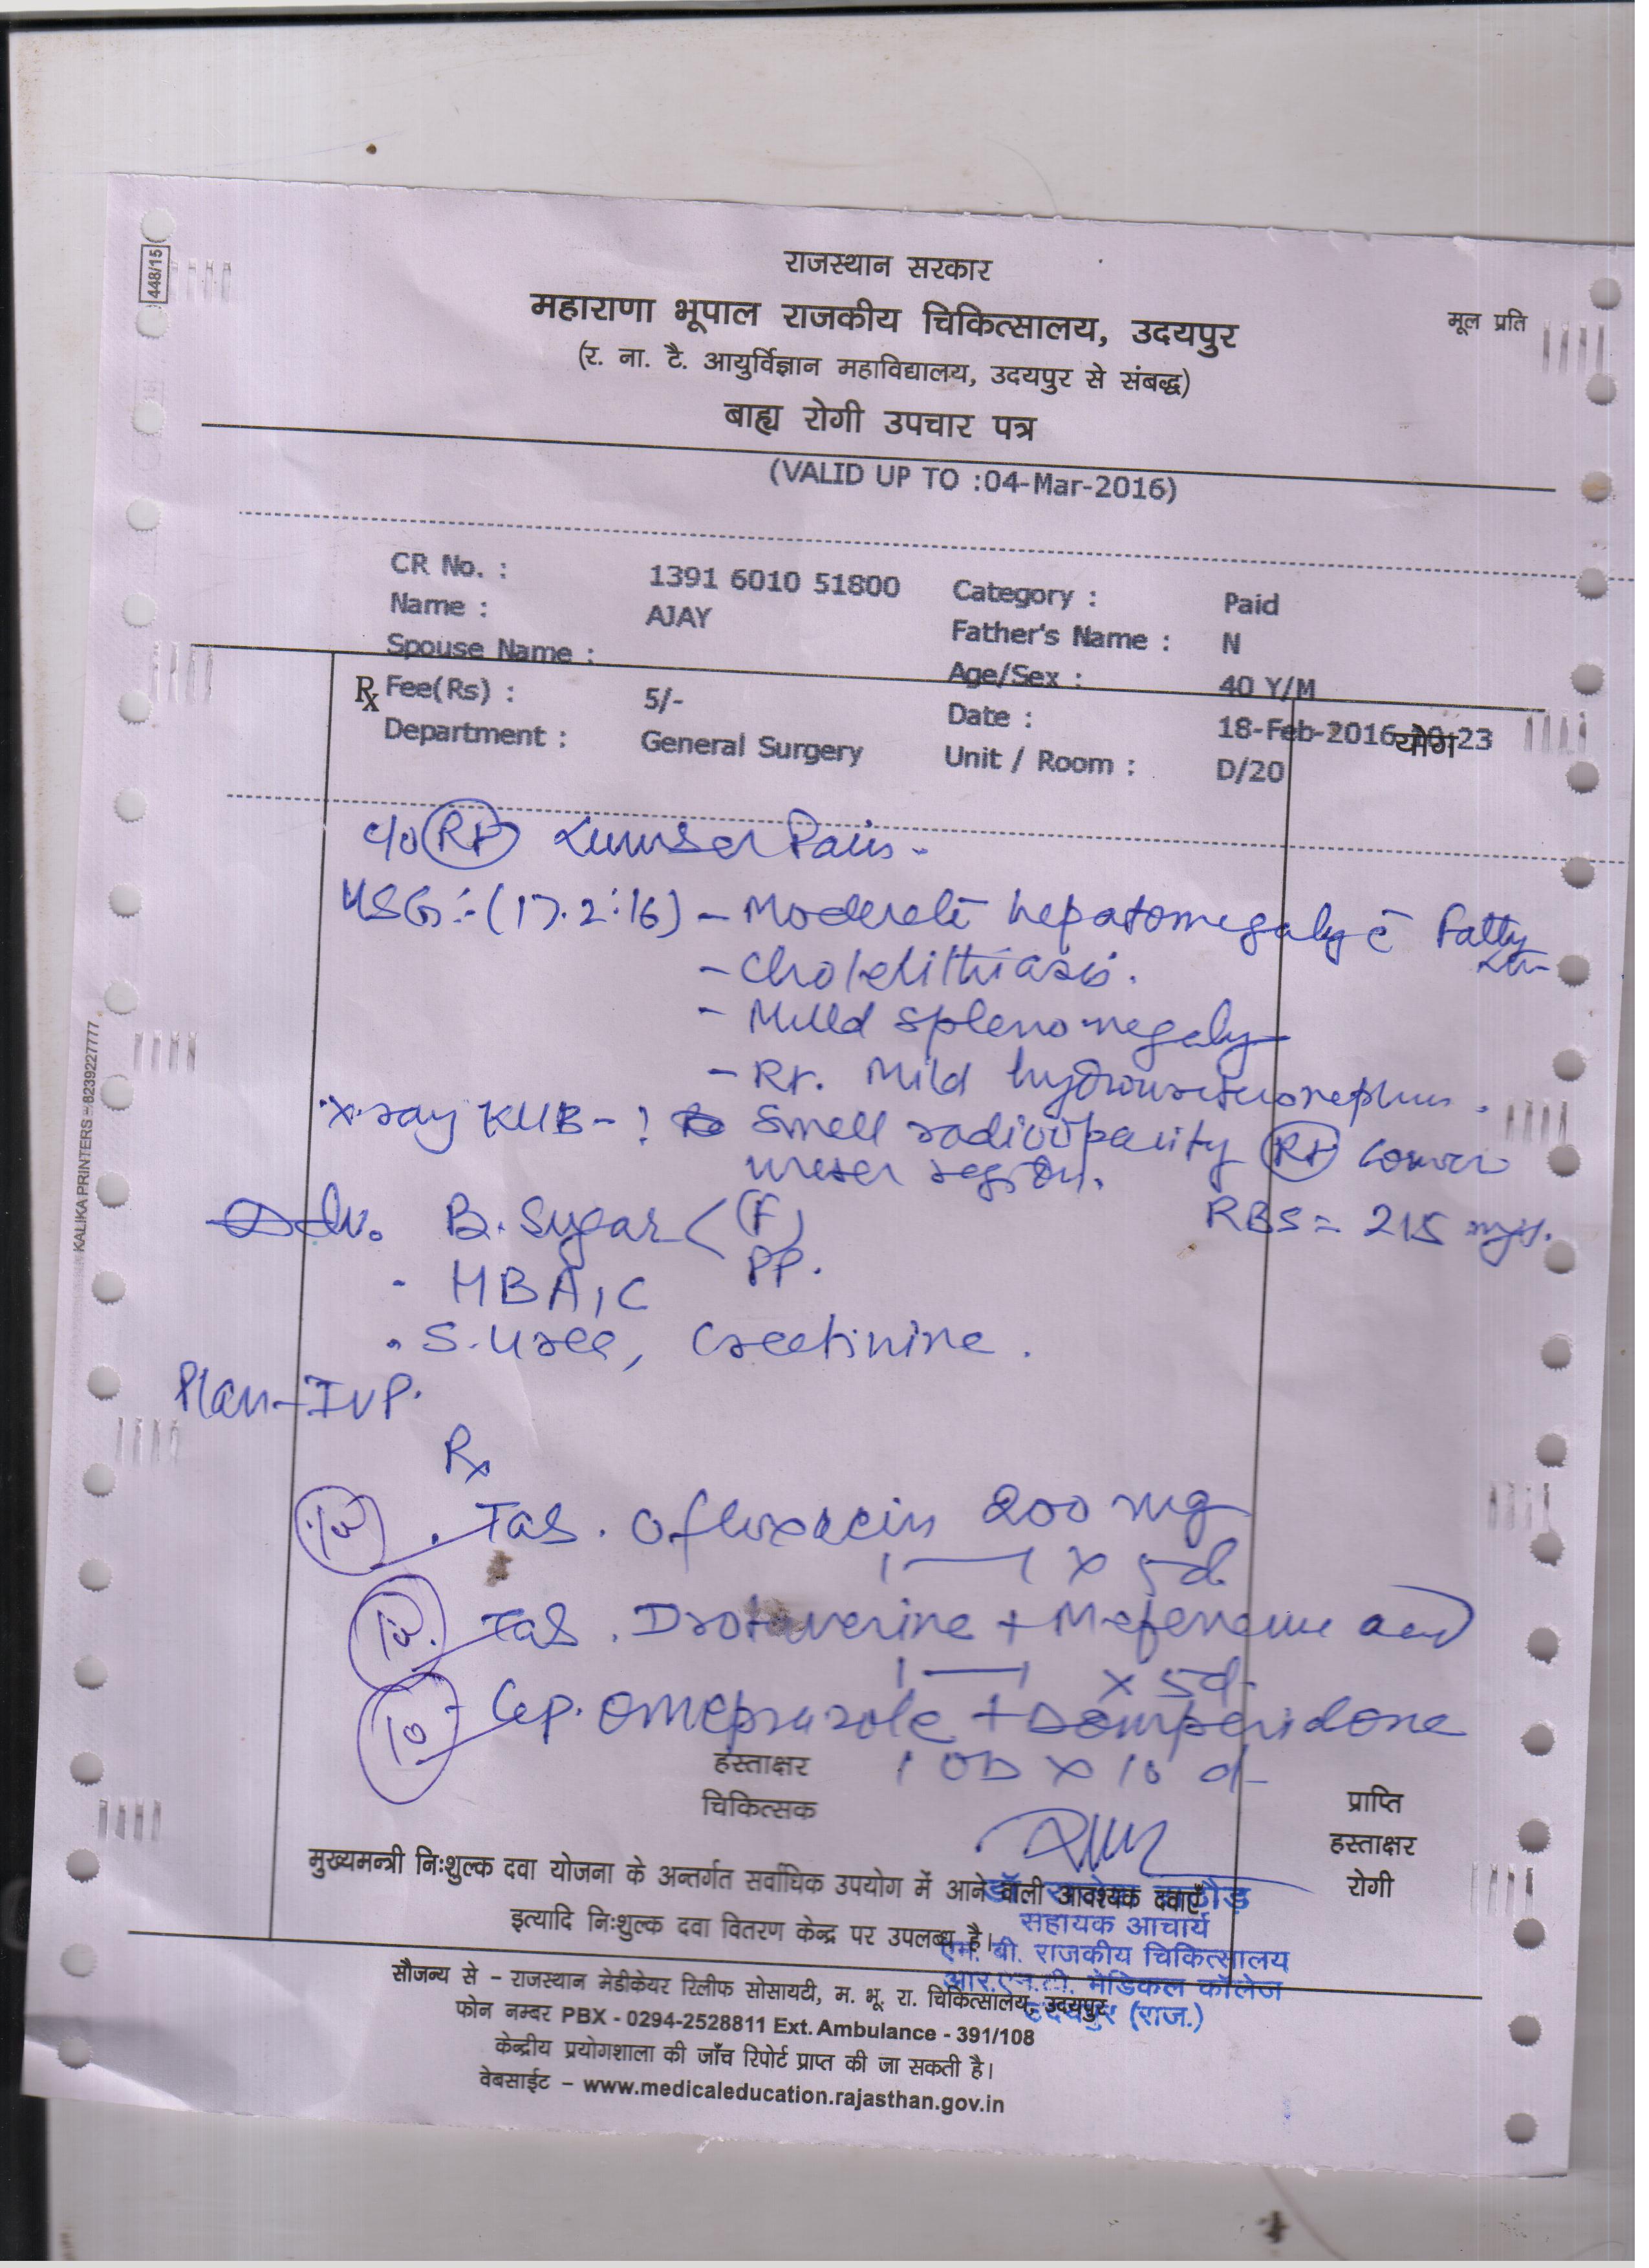 448/15
राजस्थान सरकार
महाराणा भूपाल राजकीय चिकित्सालय, उदयपुर
मूल प्रति
(र. ना. टै. आयुर्विज्ञान महाविद्यालय, उदयपुर से संबद्ध)
बाह्य रोगी उपचार पत्र
(VALID UP TO :04-Mar-2016)
CR No. : 1391 6010 51800 Category : Paid
Name : AJAY Father's Name : N
Spouse Name : Age/Sex : 40 Y/M
Rx Fee(Rs) : 5/- Date : 18-Feb-2016 23
योग
Department : General Surgery Unit / Room : D/20
c/o Rt Lumber Pain -
USG :- (17.2.16) - Moderate hepatomegaly c̄ Fatty
- Cholelithiasis.
- Mild splenomegaly
- Rt. Mild hydroureteronephrosis.
X-ray KUB - ? small radioopacity Rt Lower
ureter region.
Adv. B. Sugar F RBS = 215 mg%.
PP.
- HBA1C
. S. Urea, Creatinine.
Plan - IVP.
Rx
10 . Tab. Ofloxacin 200 mg
1 — 1 x 5d
10 Tab. Drotaverine + Mefenamic acid
1 — 1 x 5d
10 - Cap. Omeprazole + Domperidone
1 OD x 10 d
हस्ताक्षर
चिकित्सक
प्राप्ति
हस्ताक्षर
रोगी
मुख्यमन्त्री निःशुल्क दवा योजना के अन्तर्गत सर्वाधिक उपयोग में आने वाली आवश्यक दवाएँ
इत्यादि निःशुल्क दवा वितरण केन्द्र पर उपलब्ध है।
डॉ.
सहायक आचार्य
एम. बी. राजकीय चिकित्सालय
आर.एन.टी. मेडिकल कॉलेज
उदयपुर (राज.)
सौजन्य से – राजस्थान मेडीकेयर रिलीफ सोसायटी, म. भू. रा. चिकित्सालय, उदयपुर
फोन नम्बर PBX - 0294-2528811 Ext. Ambulance - 391/108
केन्द्रीय प्रयोगशाला की जाँच रिपोर्ट प्राप्त की जा सकती है।
वेबसाईट – www.medicaleducation.rajasthan.gov.in
KALIKA PRINTERS - 8239227777